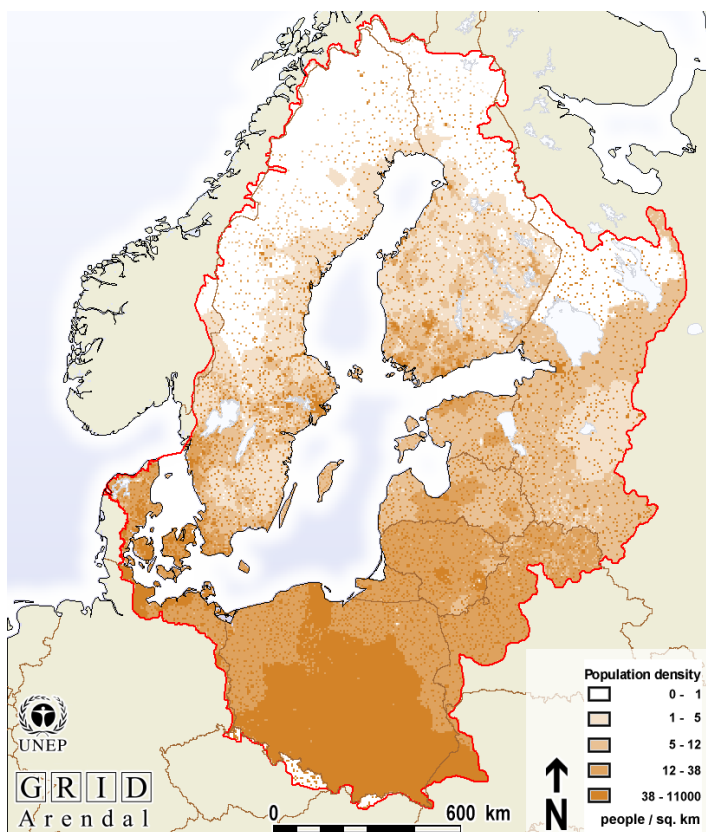 Population density
0 - 1
1 - 5
5 - 12
12 - 38
38 - 11000
people / sq. km
UNEP
GRID
Arendal
0 600 km
N